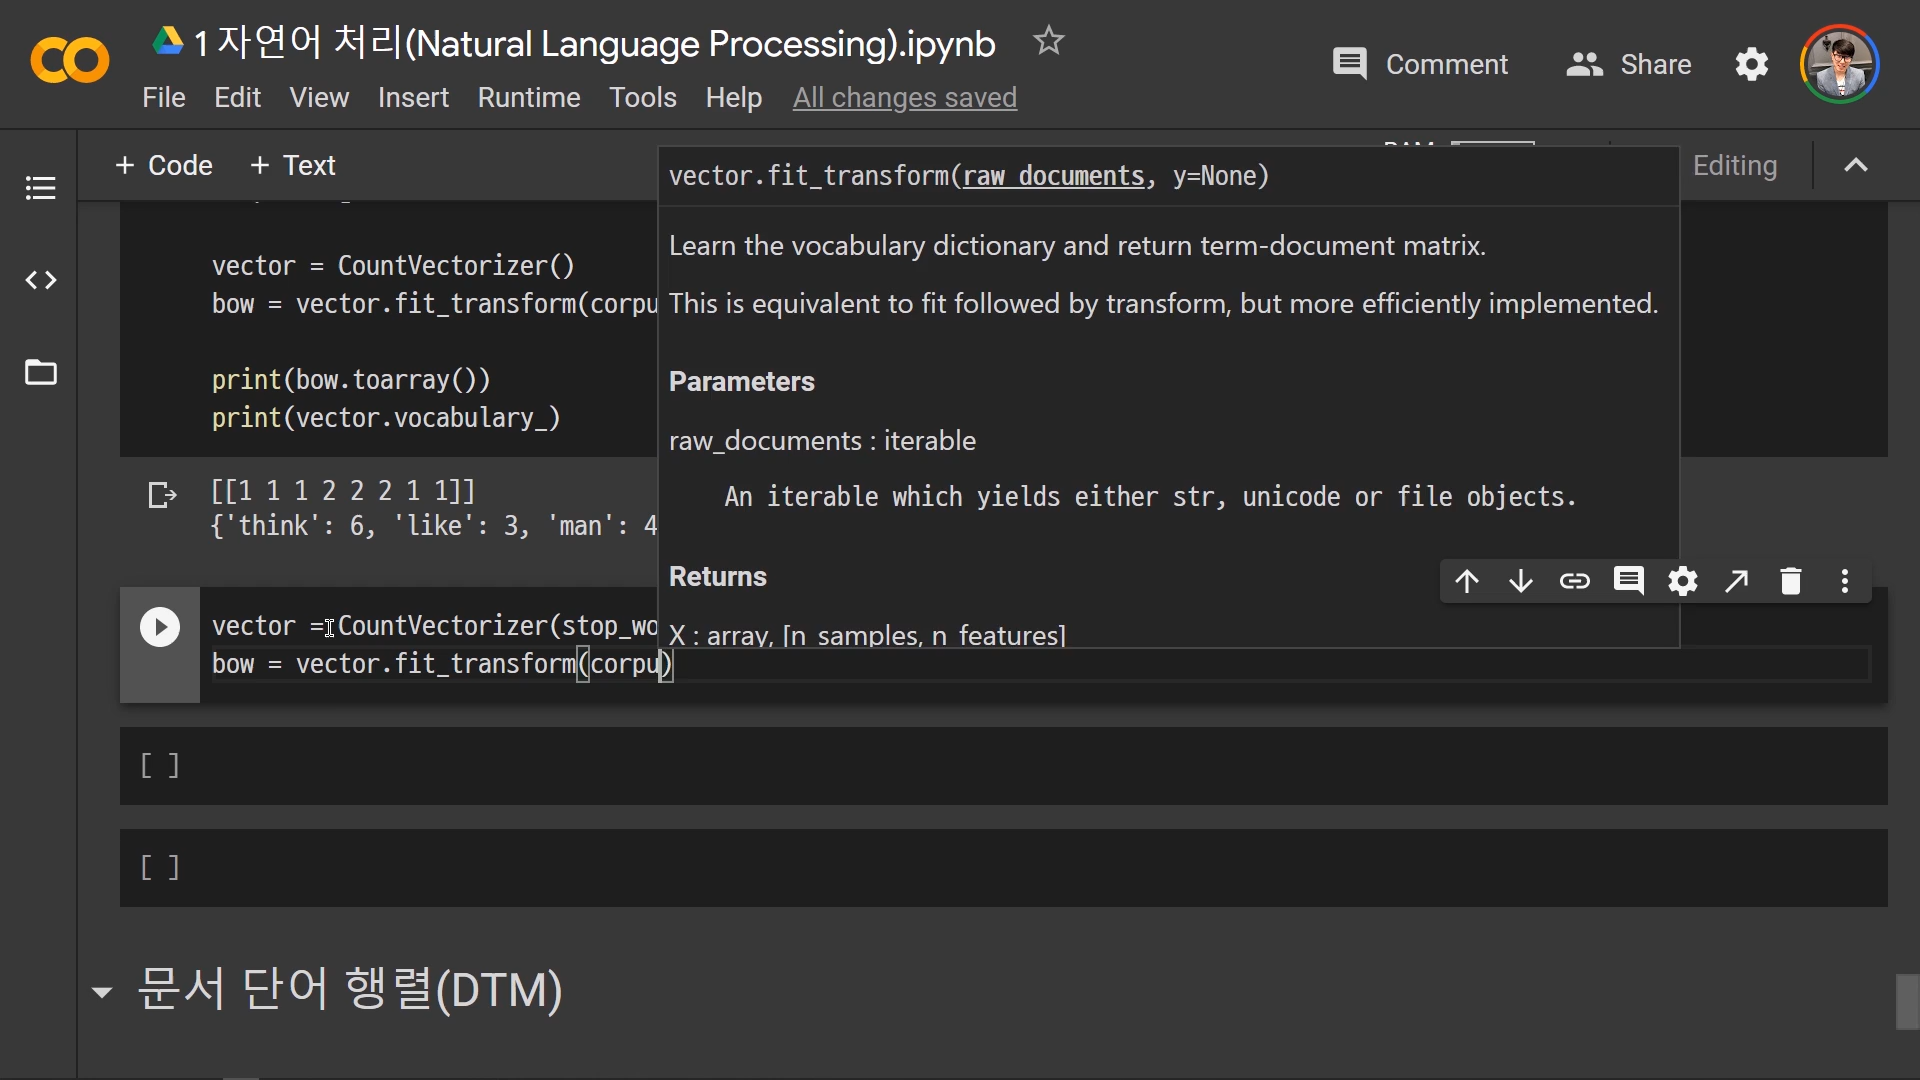 1 자연어 처리(Natural Language Processing).ipynb
File Edit View Insert Runtime Tools Help All changes saved
Comment
Share
+ Code + Text
Editing
vector.fit_transform(raw_documents, y=None)
Learn the vocabulary dictionary and return term-document matrix.
This is equivalent to fit followed by transform, but more efficiently implemented.
Parameters
raw_documents : iterable
An iterable which yields either str, unicode or file objects.
Returns
X : array, [n_samples, n_features]
vector = CountVectorizer()
bow = vector.fit_transform(corpu
print(bow.toarray())
print(vector.vocabulary_)
[[1 1 1 2 2 2 1 1]]
{'think': 6, 'like': 3, 'man': 4
vector = CountVectorizer(stop_wo
bow = vector.fit_transform(corpu)
[ ]
[ ]
문서 단어 행렬(DTM)